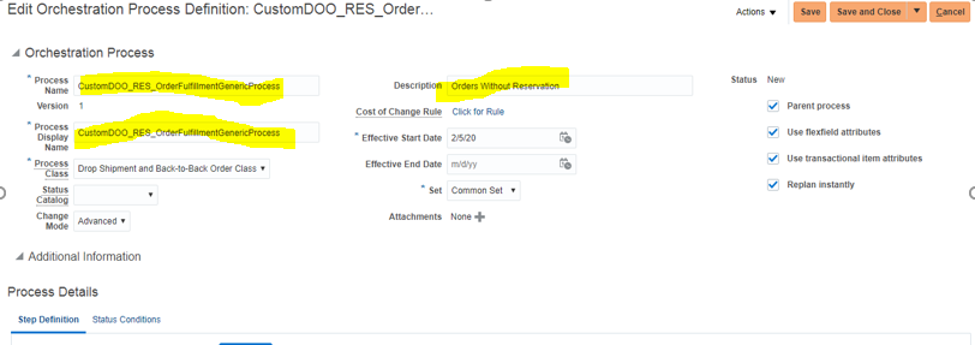 Edit Orchestration Process Definition: CustomDOO_RES_Order... Actions Save Save and Close Cancel
Orchestration Process
* Process Name CustomDOO_RES_OrderFulfillmentGenericProcess
Version 1
* Process Display Name CustomDOO_RES_OrderFulfillmentGenericProcess
* Process Class Drop Shipment and Back-to-Back Order Class
Status Catalog
Change Mode Advanced
Description Orders Without Reservation
Cost of Change Rule Click for Rule
* Effective Start Date 2/5/20
Effective End Date m/d/yy
* Set Common Set
Attachments None
Status New
Parent process
Use flexfield attributes
Use transactional item attributes
Replan instantly
Additional Information
Process Details
Step Definition Status Conditions